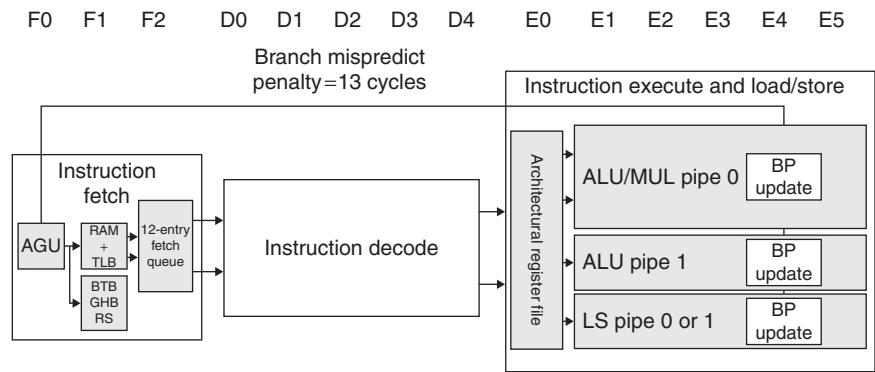 F0 F1 F2 D0 D1 D2 D3 D4 E0 E1 E2 E3 E4 E5
Branch mispredict
penalty=13 cycles
Instruction execute and load/store
Instruction
fetch
AGU
RAM
+
TLB
BTB
GHB
RS
12-entry
fetch
queue
Instruction decode
Architectural register file
ALU/MUL pipe 0
BP
update
ALU pipe 1
BP
update
LS pipe 0 or 1
BP
update